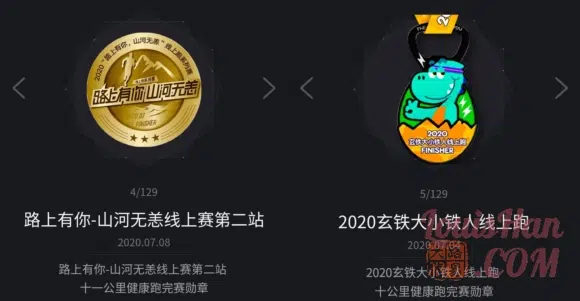 2020 "路上有你，山河无恙" 线上跑系列赛
路上有你 山河无恙
FINISHER
4/129
路上有你-山河无恙线上赛第二站
2020.07.08
路上有你-山河无恙线上赛第二站
十一公里健康跑完赛勋章
2020
玄铁大小铁人线上跑
FINISHER
5/129
2020玄铁大小铁人线上跑
2020.07.04
2020玄铁大小铁人线上跑
十公里健康跑完赛勋章
LouisHan
.COM